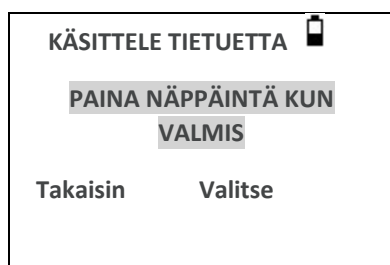 KÄSITTELE TIETUETTA
PAINA NÄPPÄINTÄ KUN
VALMIS
Takaisin Valitse